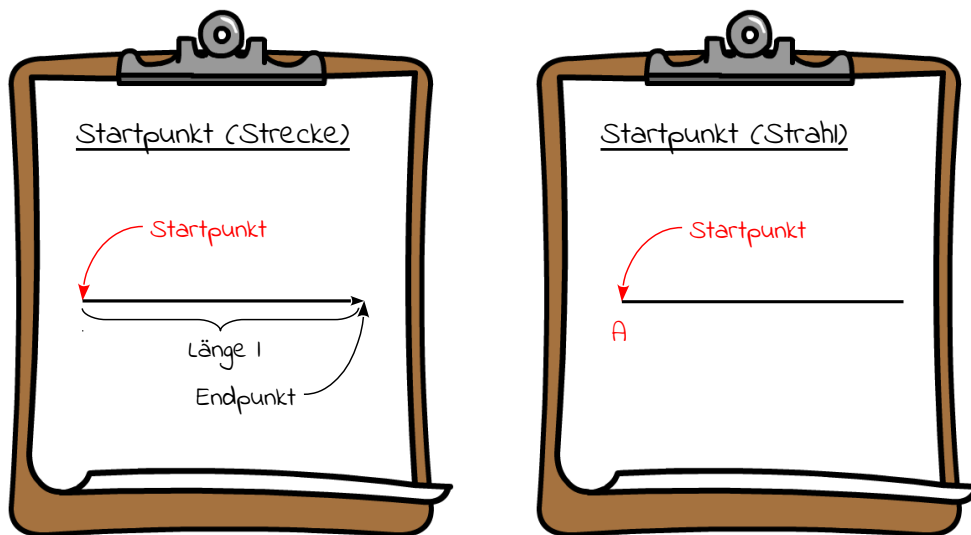 Startpunkt (Strecke)
Startpunkt
Länge l
Endpunkt
Startpunkt (Strahl)
Startpunkt
A